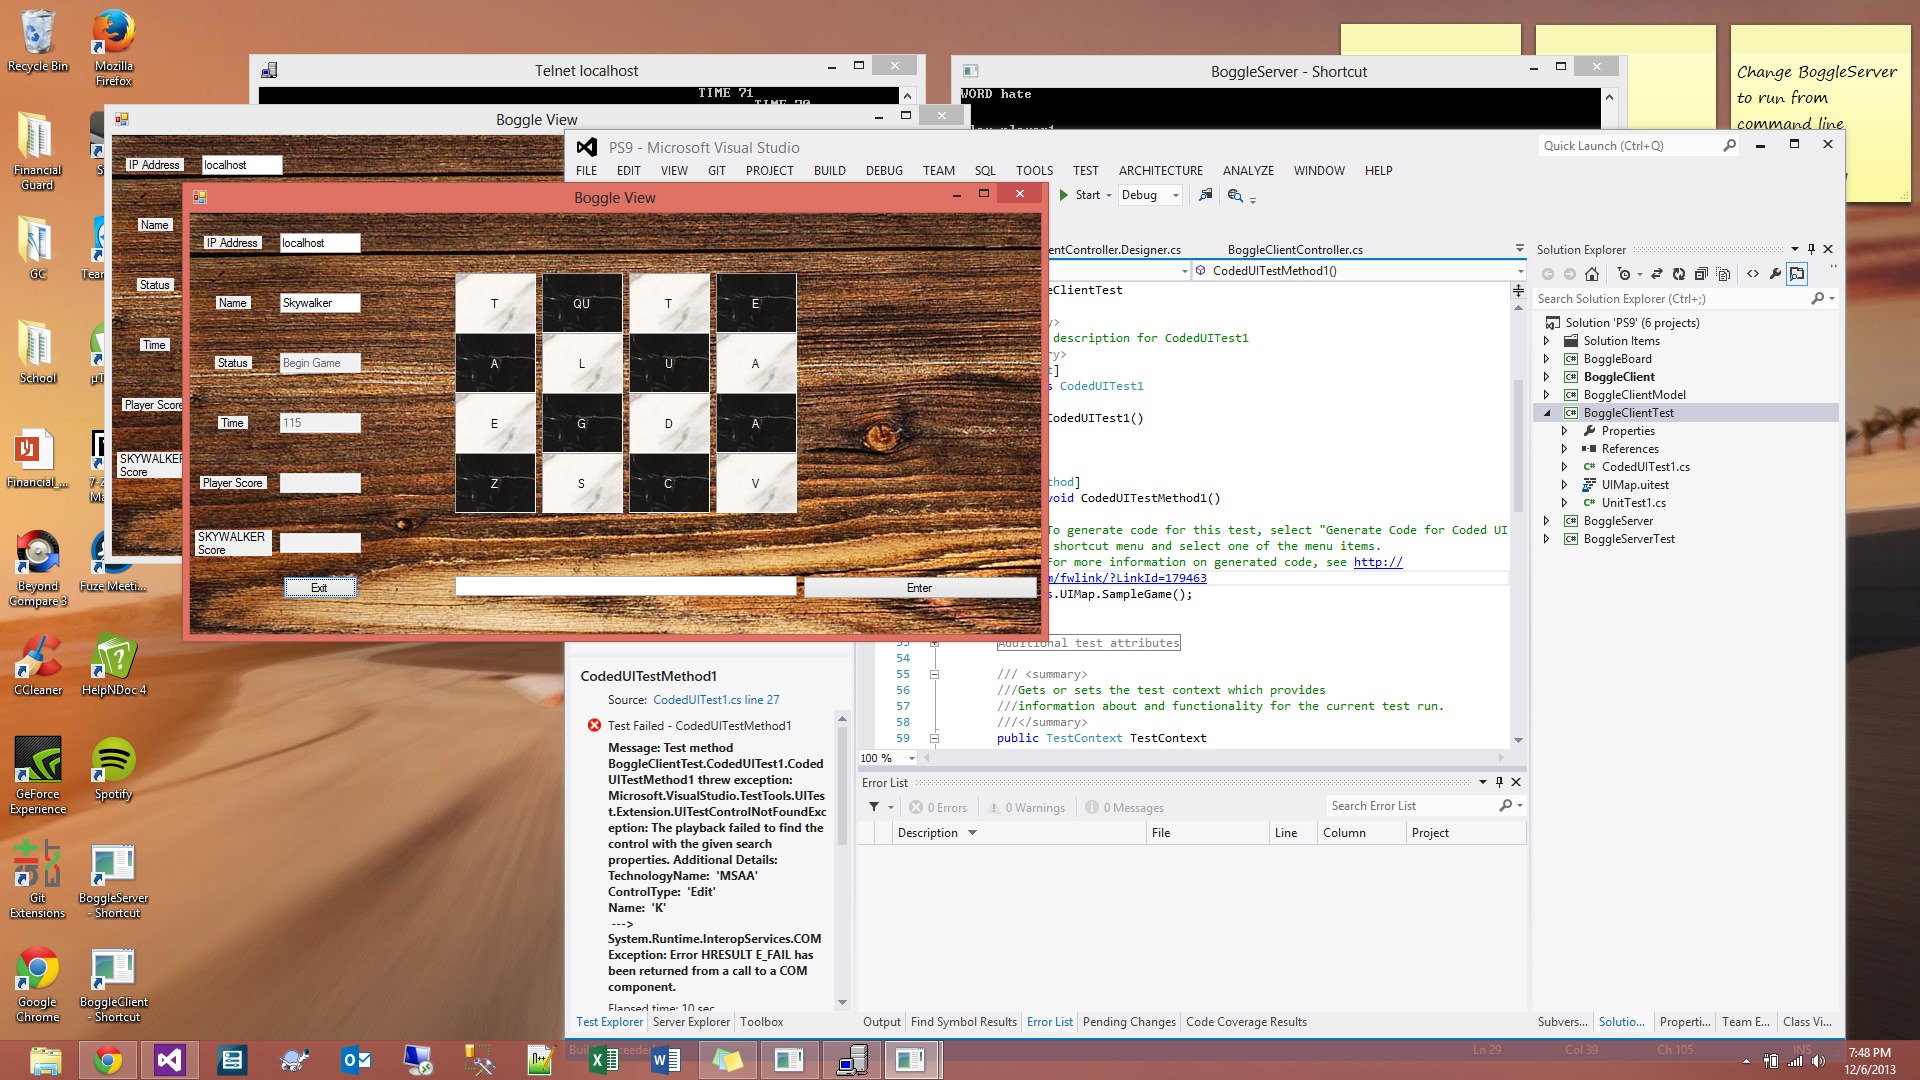 Recycle Bin
Mozilla
Firefox
Financial
Guard
GC
School
Financial_...
Beyond
Compare 3
Fuze Meeti...
CCleaner
HelpNDoc 4
GeForce
Experience
Spotify
Git
Extensions
BoggleServer
- Shortcut
Google
Chrome
BoggleClient
- Shortcut
Telnet localhost
TIME 71
BoggleServer - Shortcut
WORD hate
Change BoggleServer
to run from
command line
Boggle View
IP Address
localhost
Name
Status
Time
Player Score
SKYWALKER
Score
Boggle View
IP Address
localhost
Name
Skywalker
Status
Begin Game
Time
115
Player Score
SKYWALKER
Score
T QU T E
A L U A
E G D A
Z S C V
Exit
Enter
PS9 - Microsoft Visual Studio
Quick Launch (Ctrl+Q)
FILE EDIT VIEW GIT PROJECT BUILD DEBUG TEAM SQL TOOLS TEST ARCHITECTURE ANALYZE WINDOW HELP
Start
Debug
entController.Designer.cs
BoggleClientController.cs
CodedUITestMethod1()
eClientTest
description for CodedUITest1
CodedUITest1
CodedUITest1()
void CodedUITestMethod1()
To generate code for this test, select "Generate Code for Coded UI
shortcut menu and select one of the menu items.
For more information on generated code, see http://
m/fwlink/?LinkId=179463
s.UIMap.SampleGame();
53 Additional test attributes
54
55 /// <summary>
56 ///Gets or sets the test context which provides
57 ///information about and functionality for the current test run.
58 ///</summary>
59 public TestContext TestContext
100 %
CodedUITestMethod1
Source: CodedUITest1.cs line 27
Test Failed - CodedUITestMethod1
Message: Test method
BoggleClientTest.CodedUITest1.Coded
UITestMethod1 threw exception:
Microsoft.VisualStudio.TestTools.UITes
t.Extension.UITestControlNotFoundExc
eption: The playback failed to find the
control with the given search
properties. Additional Details:
TechnologyName: 'MSAA'
ControlType: 'Edit'
Name: 'K'
--->
System.Runtime.InteropServices.COM
Exception: Error HRESULT E_FAIL has
been returned from a call to a COM
component.
Elapsed time: 10 sec
Test Explorer Server Explorer Toolbox
Error List
0 Errors 0 Warnings 0 Messages
Search Error List
Description File Line Column Project
Output Find Symbol Results Error List Pending Changes Code Coverage Results
Solution Explorer
Search Solution Explorer (Ctrl+;)
Solution 'PS9' (6 projects)
Solution Items
BoggleBoard
BoggleClient
BoggleClientModel
BoggleClientTest
Properties
References
CodedUITest1.cs
UIMap.uitest
UnitTest1.cs
BoggleServer
BoggleServerTest
Subvers... Solutio... Properti... Team E... Class Vi...
Ln 29 Col 39 Ch 105 INS
7:48 PM
12/6/2013